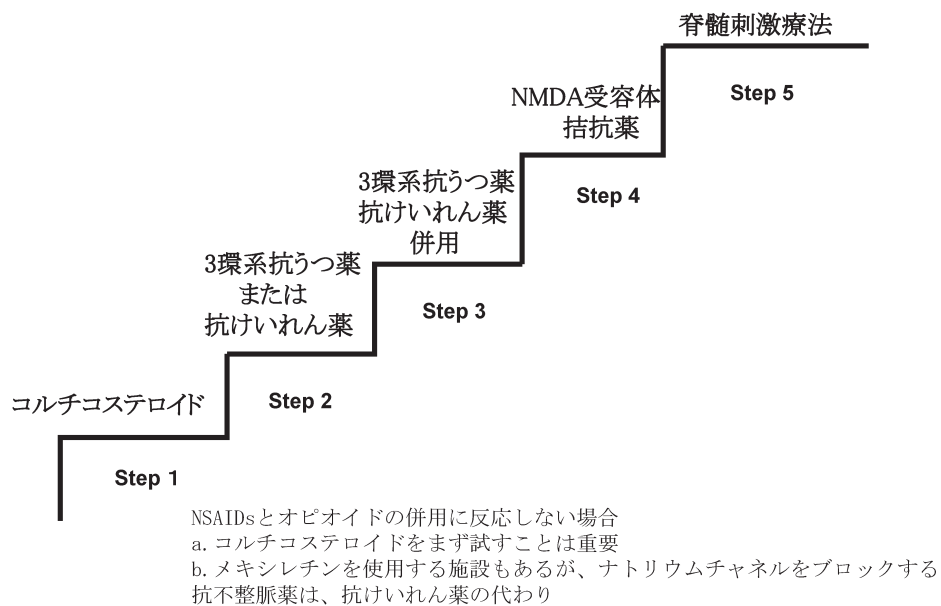 脊髄刺激療法
Step 5
NMDA受容体
拮抗薬
Step 4
3環系抗うつ薬
抗けいれん薬
併用
Step 3
3環系抗うつ薬
または
抗けいれん薬
Step 2
コルチコステロイド
Step 1
NSAIDsとオピオイドの併用に反応しない場合
a.コルチコステロイドをまず試すことは重要
b.メキシレチンを使用する施設もあるが、ナトリウムチャネルをブロックする
抗不整脈薬は、抗けいれん薬の代わり